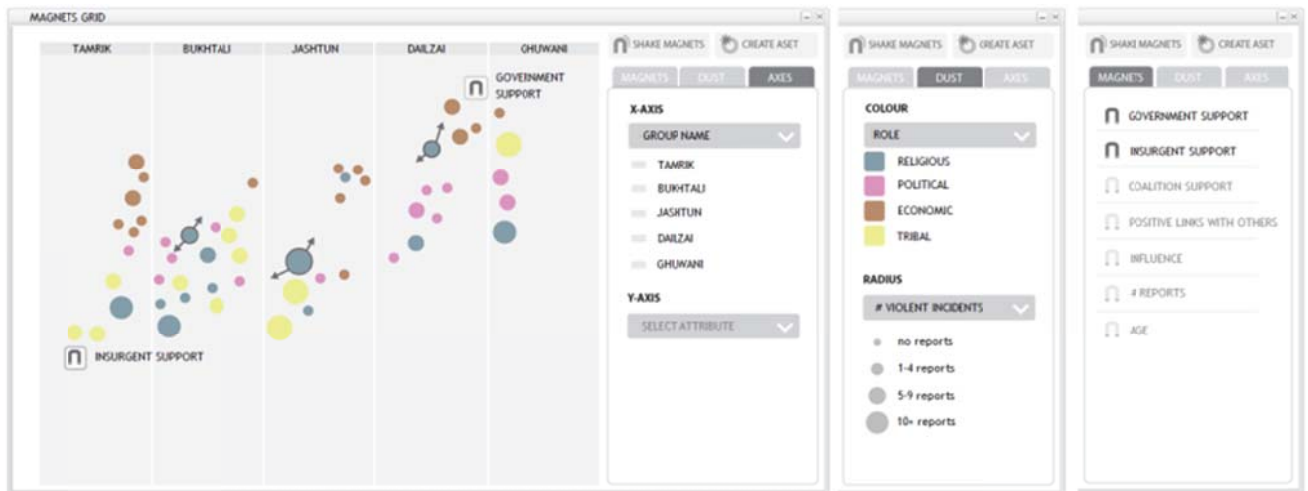 MAGNETS GRID
TAMRIK
BUKHTALI
JASHTUN
DAILZAI
GHUWANI
GOVERNMENT
SUPPORT
INSURGENT SUPPORT
SHAKE MAGNETS
CREATE ASET
MAGNETS
DUST
AXES
X-AXIS
GROUP NAME
TAMRIK
BUKHTALI
JASHTUN
DAILZAI
GHUWANI
Y-AXIS
SELECT ATTRIBUTE
SHAKE MAGNETS
CREATE ASET
MAGNETS
DUST
AXES
COLOUR
ROLE
RELIGIOUS
POLITICAL
ECONOMIC
TRIBAL
RADIUS
# VIOLENT INCIDENTS
no reports
1-4 reports
5-9 reports
10+ reports
SHAKE MAGNETS
CREATE ASET
MAGNETS
DUST
AXES
GOVERNMENT SUPPORT
INSURGENT SUPPORT
COALITION SUPPORT
POSITIVE LINKS WITH OTHERS
INFLUENCE
# REPORTS
AGE